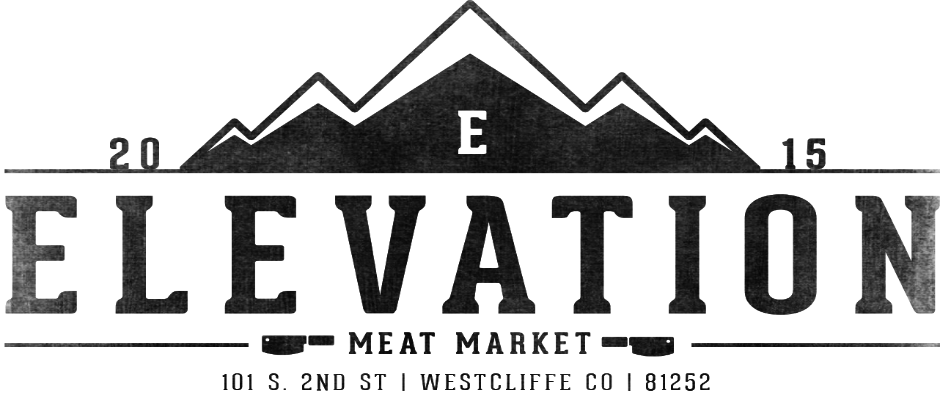 E
20 15
ELEVATION
MEAT MARKET
101 S. 2ND ST | WESTCLIFFE CO | 81252